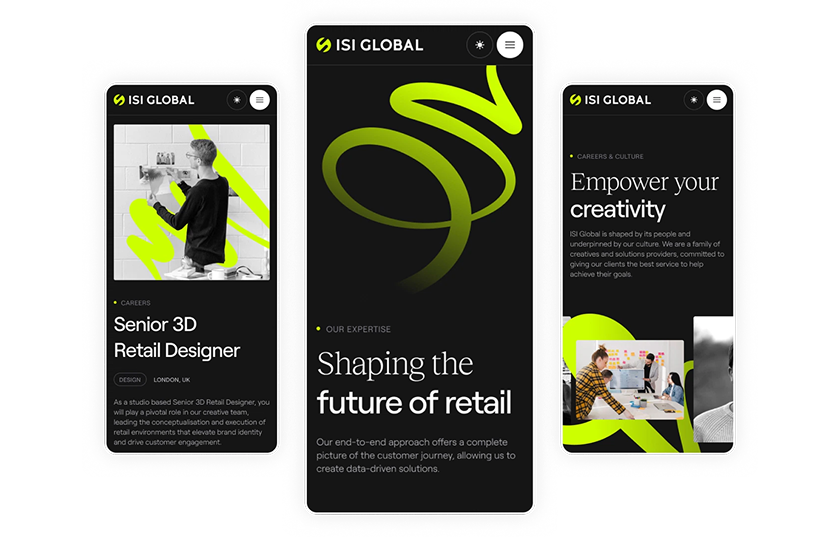 ISI GLOBAL
CAREERS
Senior 3D
Retail Designer
DESIGN
LONDON, UK
As a studio based Senior 3D Retail Designer, you
will play a pivotal role in our creative team,
leading the conceptualisation and execution of
retail environments that elevate brand identity
and drive customer engagement.
ISI GLOBAL
OUR EXPERTISE
Shaping the
future of retail
Our end-to-end approach offers a complete
picture of the customer journey, allowing us to
create data-driven solutions.
ISI GLOBAL
CAREERS & CULTURE
Empower your
creativity
ISI Global is shaped by its people and
underpinned by our culture. We are a family of
creatives and solutions providers, committed to
giving our clients the best service to help
achieve their goals.